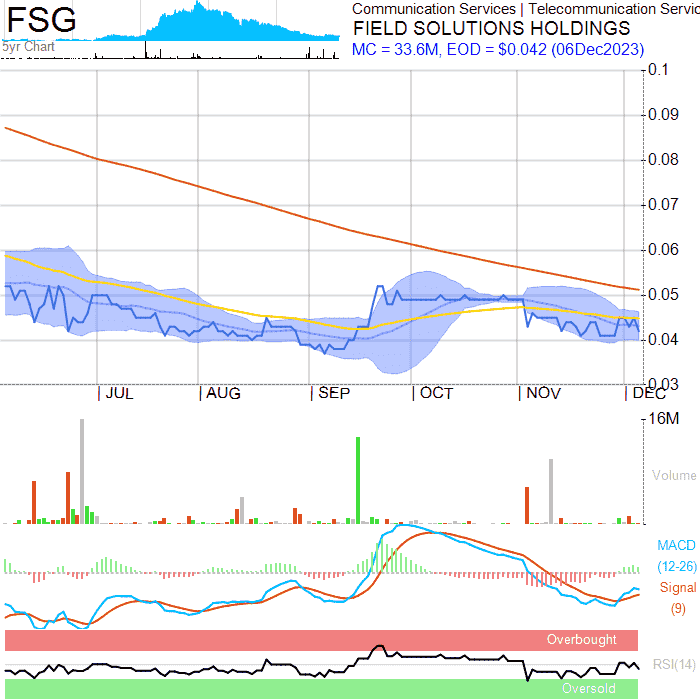 FSG
5yr Chart
Communication Services | Telecommunication Servic
FIELD SOLUTIONS HOLDINGS
MC = 33.6M, EOD = $0.042 (06Dec2023)
0.1
0.09
0.08
0.07
0.06
0.05
0.04
0.03
JUL AUG SEP OCT NOV DEC
16M
Volume
MACD
(12-26)
Signal
(9)
Overbought
RSI(14)
Oversold